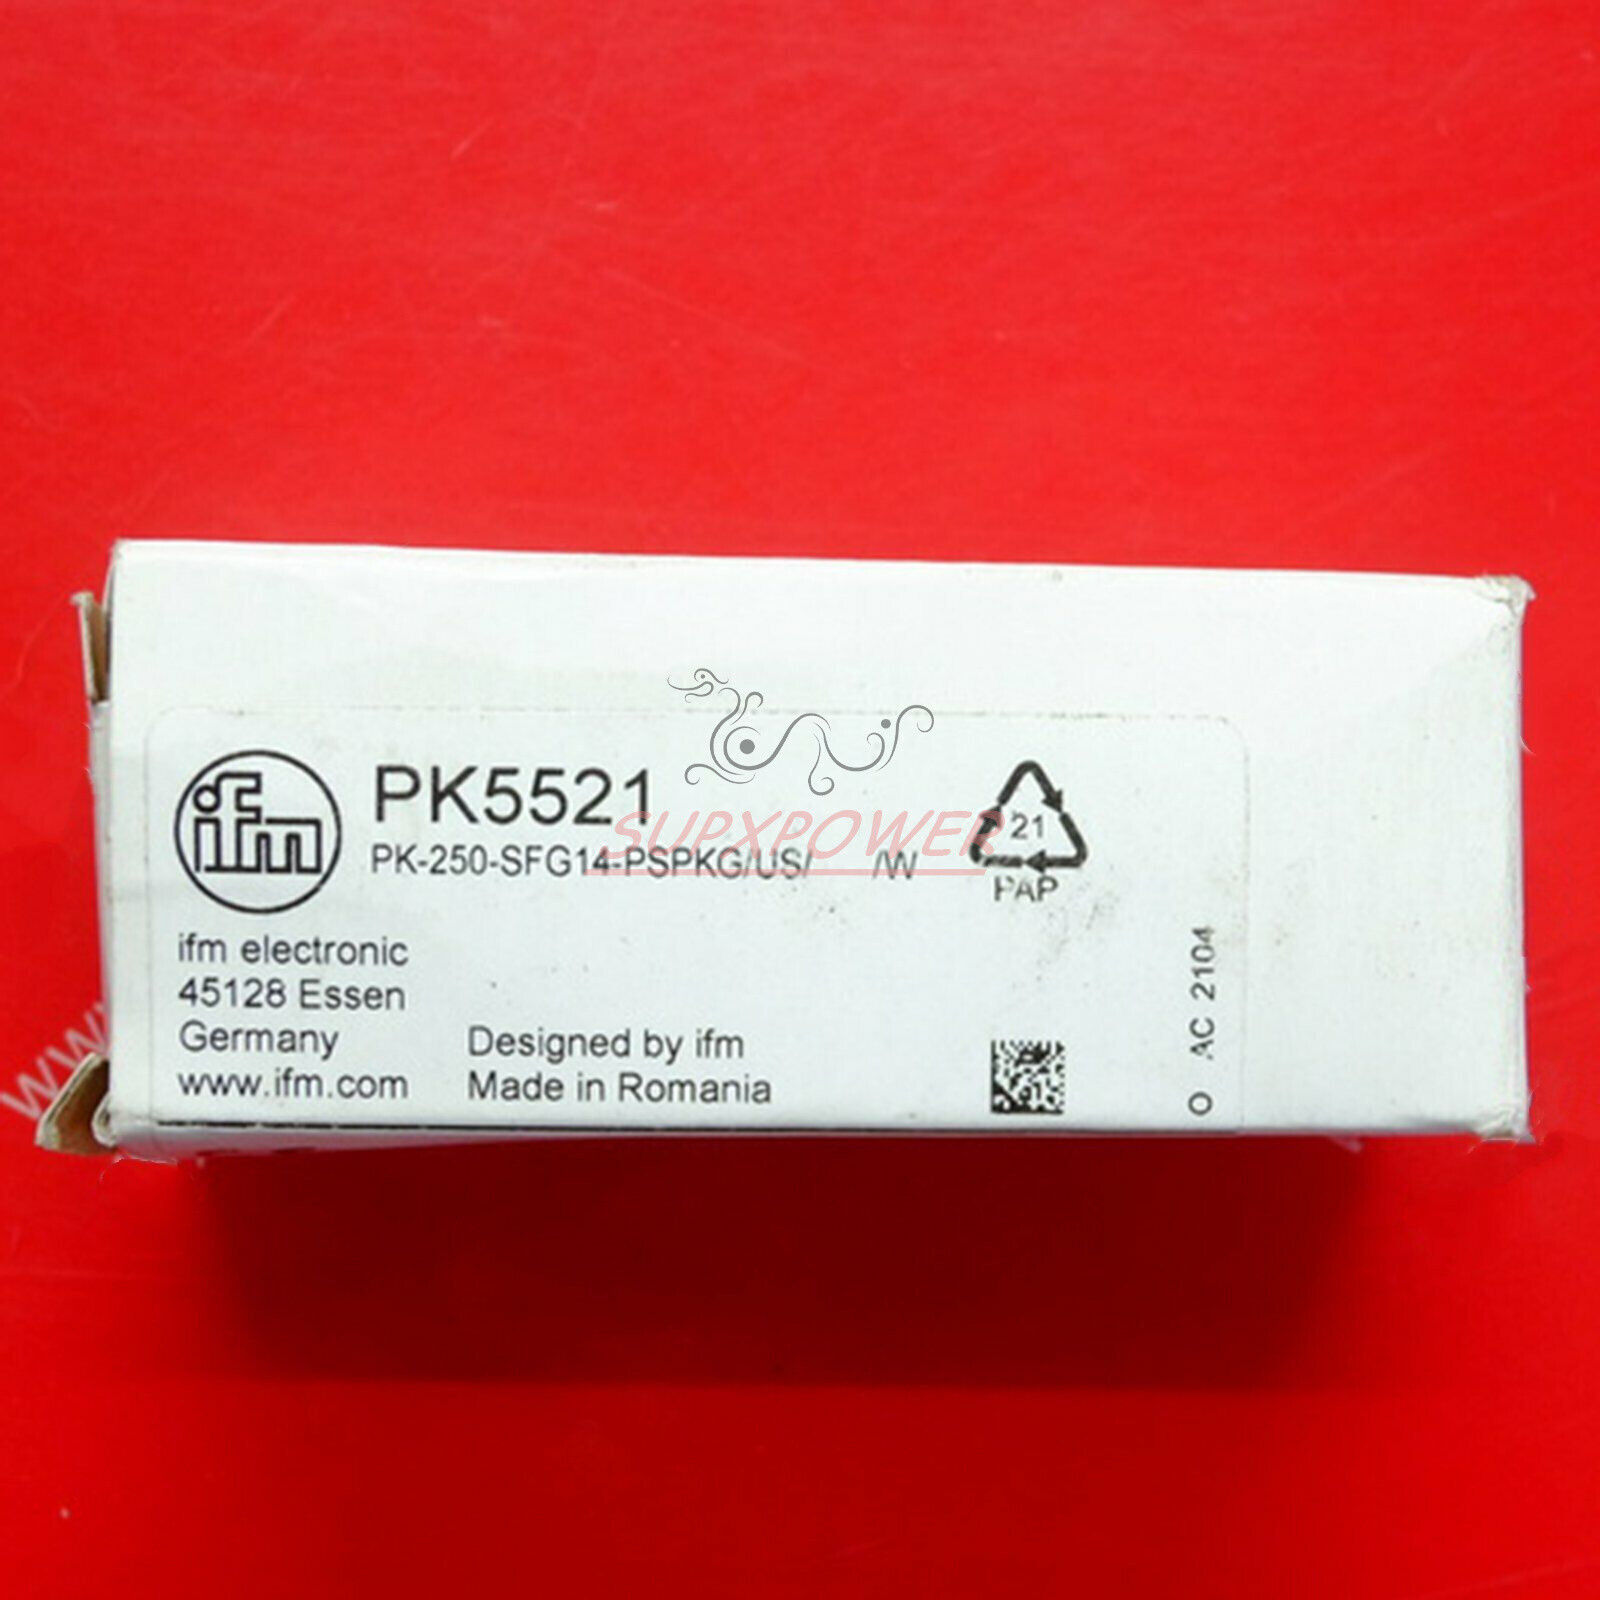 ifm
PK5521
SUPXPOWER
PK-250-SFG14-PSPKG/US/ /W
21
PAP
ifm electronic
45128 Essen
Germany
www.ifm.com
Designed by ifm
Made in Romania
O AC 2104